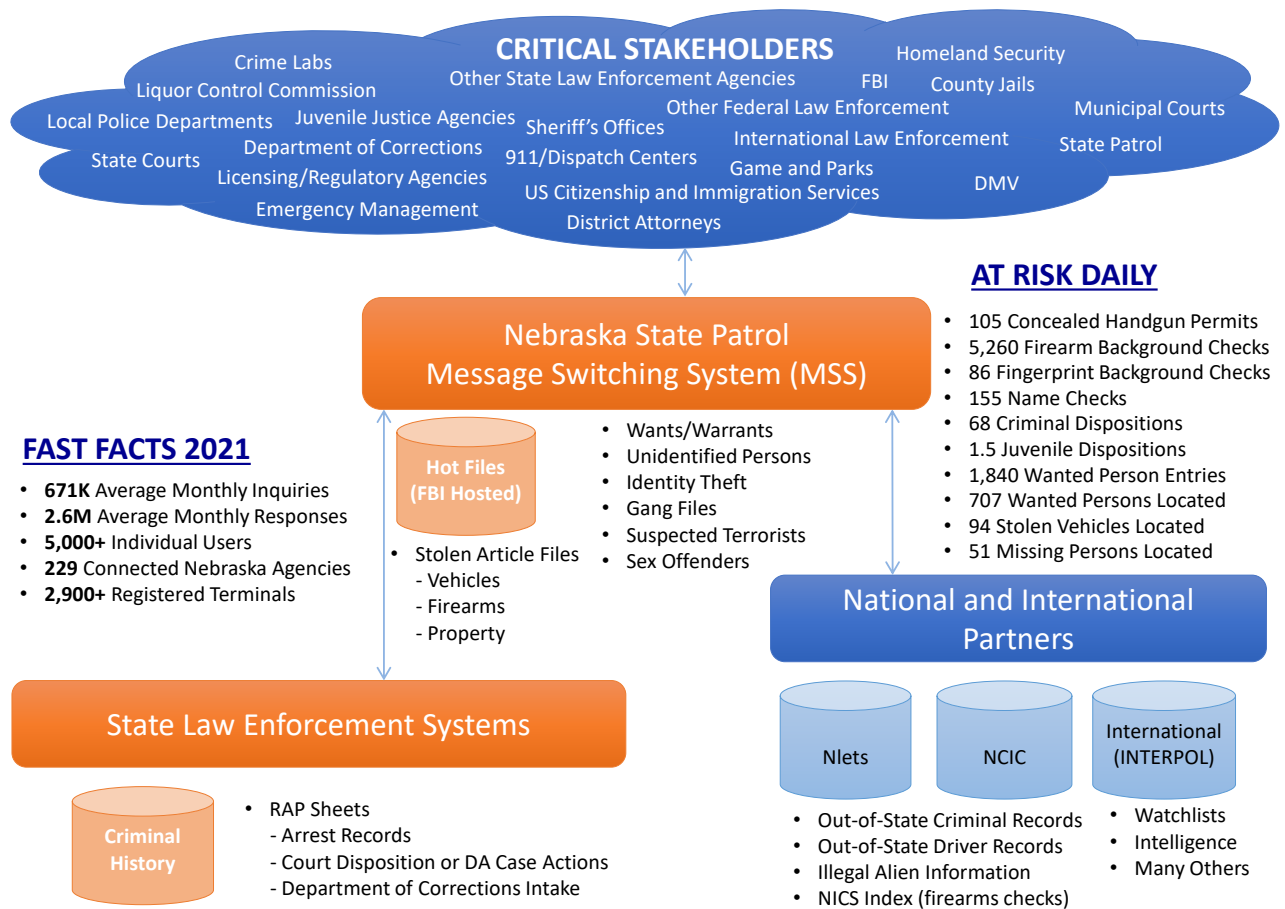 CRITICAL STAKEHOLDERS
Homeland Security
Crime Labs
Other State Law Enforcement Agencies
FBI
County Jails
Liquor Control Commission
Other Federal Law Enforcement
Municipal Courts
Local Police Departments
Juvenile Justice Agencies
Sheriff's Offices
International Law Enforcement
State Patrol
Department of Corrections
911/Dispatch Centers
State Courts
Game and Parks
Licensing/Regulatory Agencies
US Citizenship and Immigration Services
DMV
Emergency Management
District Attorneys
AT RISK DAILY
• 105 Concealed Handgun Permits
• 5,260 Firearm Background Checks
• 86 Fingerprint Background Checks
• 155 Name Checks
• 68 Criminal Dispositions
• 1.5 Juvenile Dispositions
• 1,840 Wanted Person Entries
• 707 Wanted Persons Located
• 94 Stolen Vehicles Located
• 51 Missing Persons Located
Nebraska State Patrol
Message Switching System (MSS)
FAST FACTS 2021
• 671K Average Monthly Inquiries
• 2.6M Average Monthly Responses
• 5,000+ Individual Users
• 229 Connected Nebraska Agencies
• 2,900+ Registered Terminals
Hot Files
(FBI Hosted)
• Stolen Article Files
- Vehicles
- Firearms
- Property
• Wants/Warrants
• Unidentified Persons
• Identity Theft
• Gang Files
• Suspected Terrorists
• Sex Offenders
National and International
Partners
State Law Enforcement Systems
Nlets
NCIC
International
(INTERPOL)
Criminal
History
• RAP Sheets
- Arrest Records
- Court Disposition or DA Case Actions
- Department of Corrections Intake
• Out-of-State Criminal Records
• Out-of-State Driver Records
• Illegal Alien Information
• NICS Index (firearms checks)
• Watchlists
• Intelligence
• Many Others